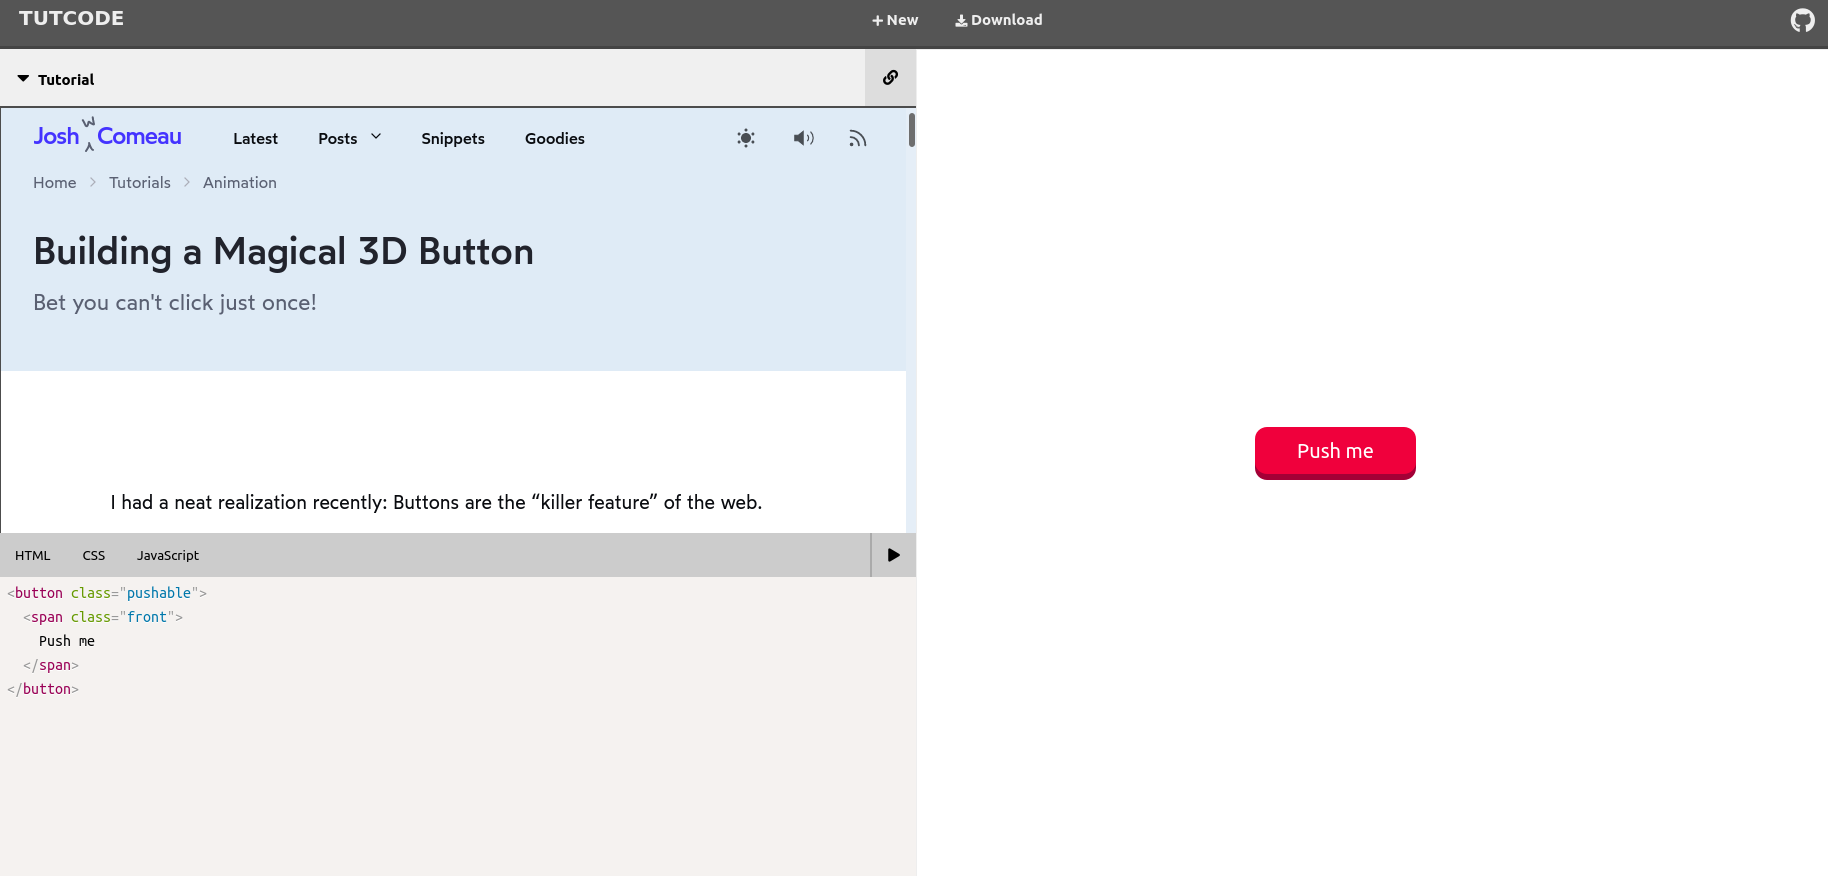 TUTCODE
New
Download
Tutorial
Josh W Comeau
Latest
Posts
Snippets
Goodies
Home
Tutorials
Animation
Building a Magical 3D Button
Bet you can't click just once!
I had a neat realization recently: Buttons are the “killer feature” of the web.
HTML
CSS
JavaScript
<button class="pushable">
  <span class="front">
    Push me
  </span>
</button>
Push me